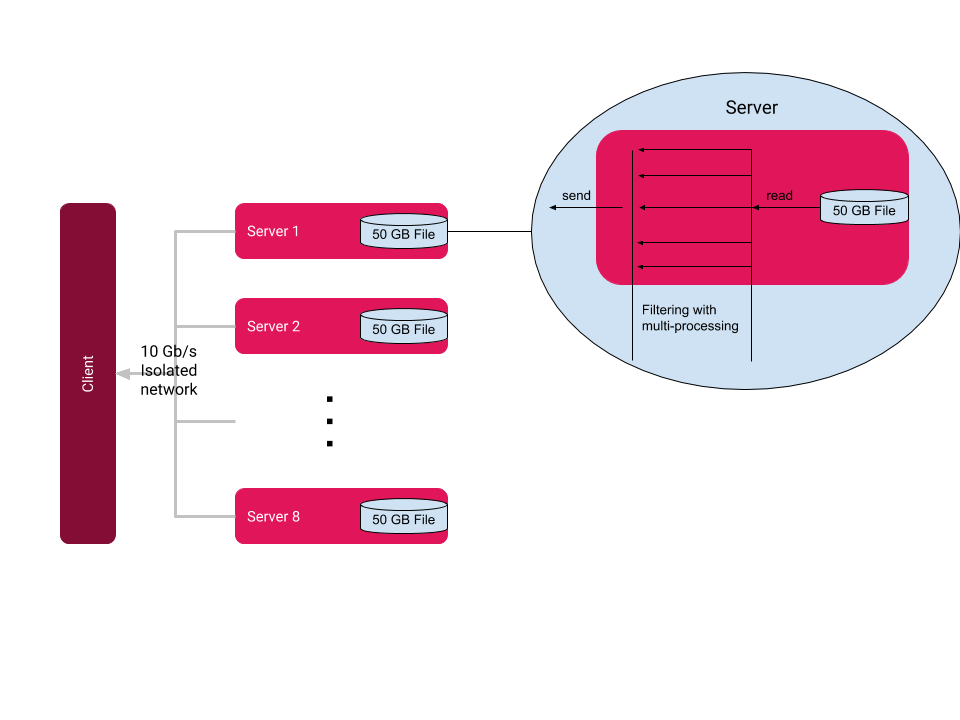 Server
send
read
50 GB File
Server 1
50 GB File
Filtering with
multi-processing
Server 2
50 GB File
10 Gb/s
Isolated
network
Client
Server 8
50 GB File